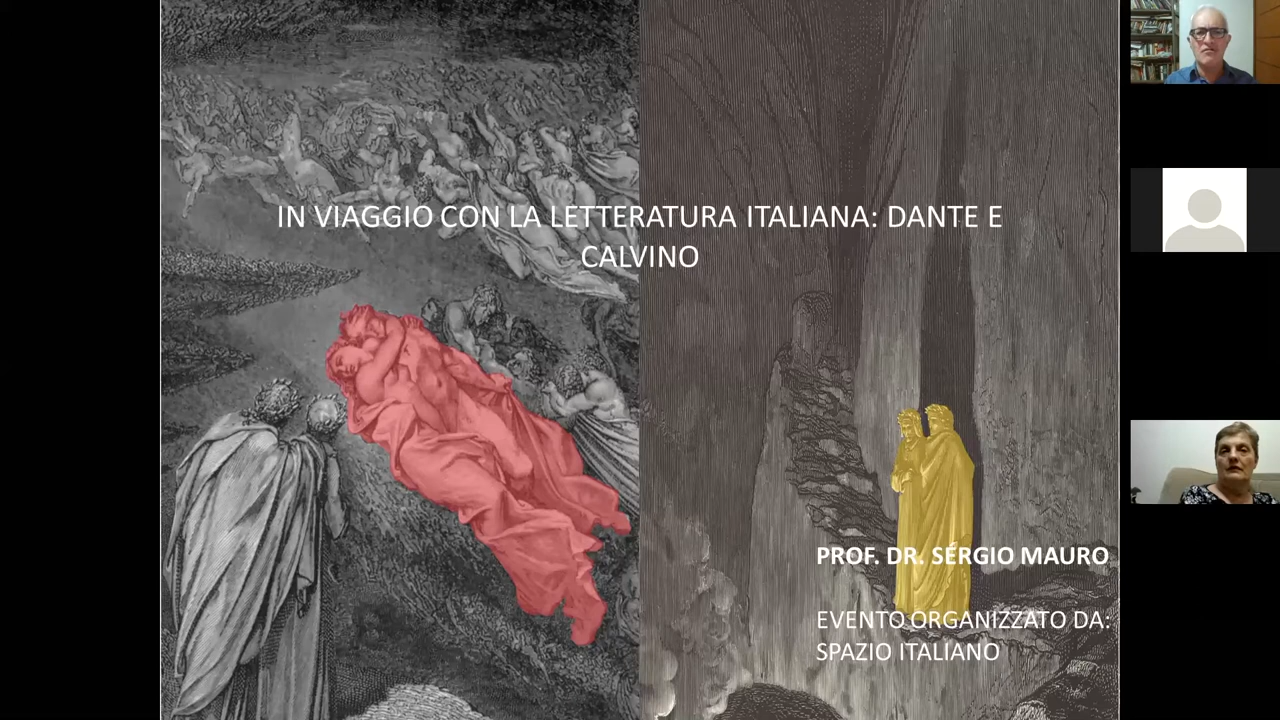 IN VIAGGIO CON LA LETTERATURA ITALIANA: DANTE E
CALVINO
PROF. DR. SÉRGIO MAURO
EVENTO ORGANIZZATO DA:
SPAZIO ITALIANO